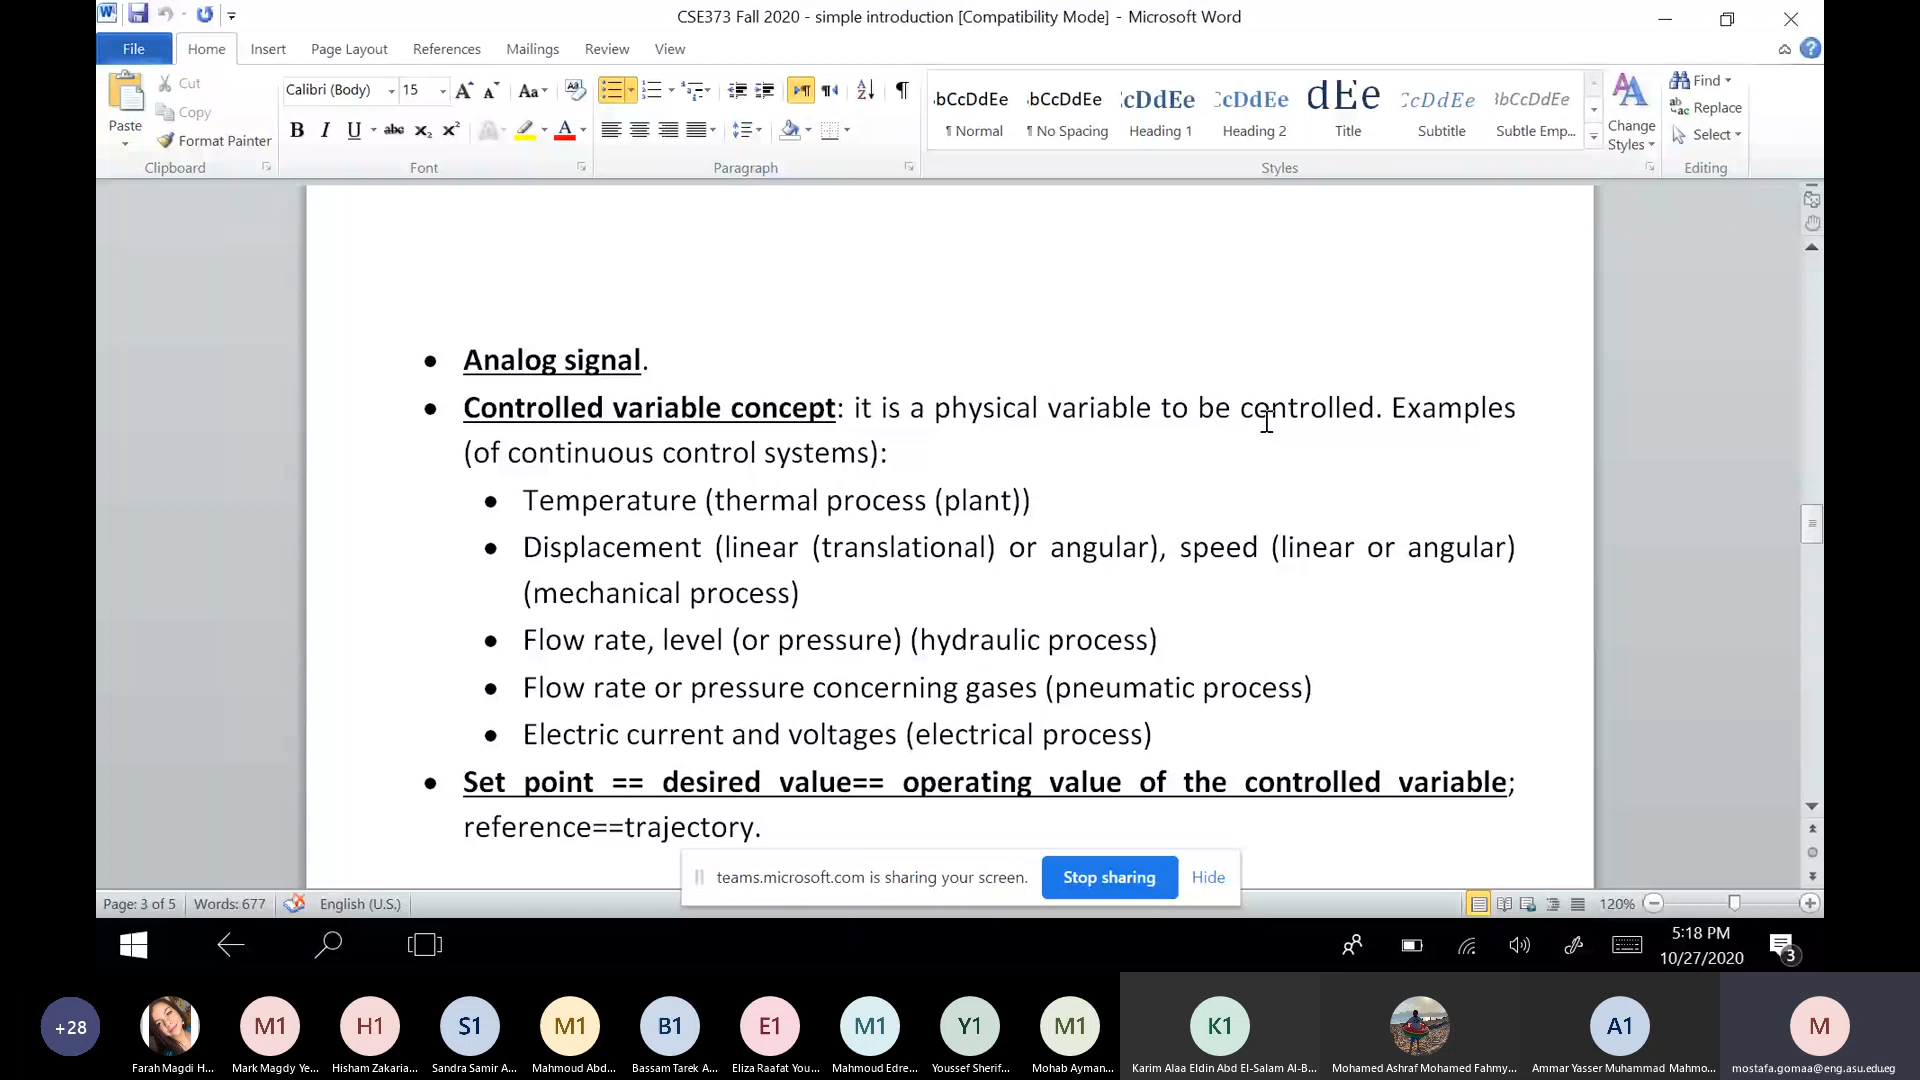 CSE373 Fall 2020 - simple introduction [Compatibility Mode] - Microsoft Word
File Home Insert Page Layout References Mailings Review View
Paste
Cut
Copy
Format Painter
Clipboard
Calibri (Body) 15
Font
Paragraph
bCcDdEe bCcDdEe cDdEe cCcDdEe dEe CcDdEe bCcDdEe
¶ Normal ¶ No Spacing Heading 1 Heading 2 Title Subtitle Subtle Emp...
Styles
Change
Styles
Find
Replace
Select
Editing
• Analog signal.
• Controlled variable concept: it is a physical variable to be controlled. Examples
(of continuous control systems):
• Temperature (thermal process (plant))
• Displacement (linear (translational) or angular), speed (linear or angular)
(mechanical process)
• Flow rate, level (or pressure) (hydraulic process)
• Flow rate or pressure concerning gases (pneumatic process)
• Electric current and voltages (electrical process)
• Set point == desired value== operating value of the controlled variable;
reference==trajectory.
teams.microsoft.com is sharing your screen. Stop sharing Hide
Page: 3 of 5 Words: 677 English (U.S.) 120%
5:18 PM
10/27/2020
3
+28 M1 H1 S1 M1 B1 E1 M1 Y1 M1 K1 A1 M
Farah Magdi H... Mark Magdy Ye... Hisham Zakaria... Sandra Samir A... Mahmoud Abd... Bassam Tarek A... Eliza Raafat You... Mahmoud Edre... Youssef Sherif... Mohab Ayman... Karim Alaa Eldin Abd El-Salam Al-B... Mohamed Ashraf Mohamed Fahmy... Ammar Yasser Muhammad Mahmo... mostafa.gomaa@eng.asu.edu.eg